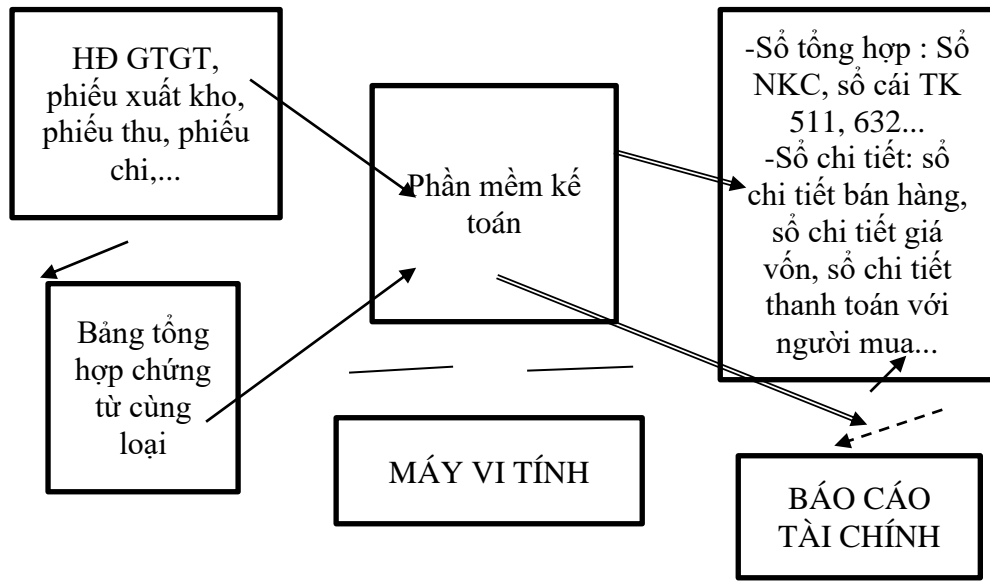 HĐ GTGT,
phiếu xuất kho,
phiếu thu, phiếu
chi,...
Bảng tổng
hợp chứng
từ cùng
loại
Phần mềm kế
toán
MÁY VI TÍNH
-Sổ tổng hợp : Sổ
NKC, sổ cái TK
511, 632...
-Sổ chi tiết: sổ
chi tiết bán hàng,
sổ chi tiết giá
vốn, sổ chi tiết
thanh toán với
người mua...
BÁO CÁO
TÀI CHÍNH